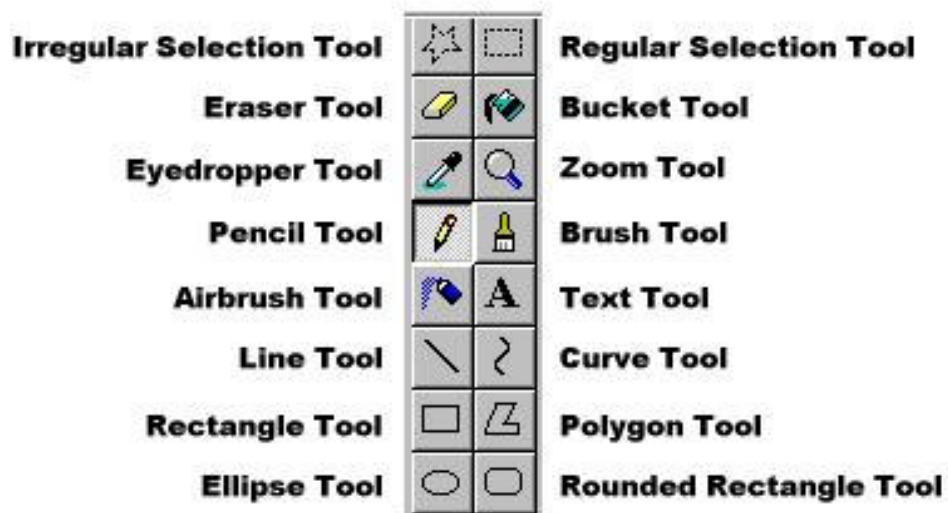 Irregular Selection Tool Regular Selection Tool
Eraser Tool Bucket Tool
Eyedropper Tool Zoom Tool
Pencil Tool Brush Tool
Airbrush Tool A Text Tool
Line Tool Curve Tool
Rectangle Tool Polygon Tool
Ellipse Tool Rounded Rectangle Tool